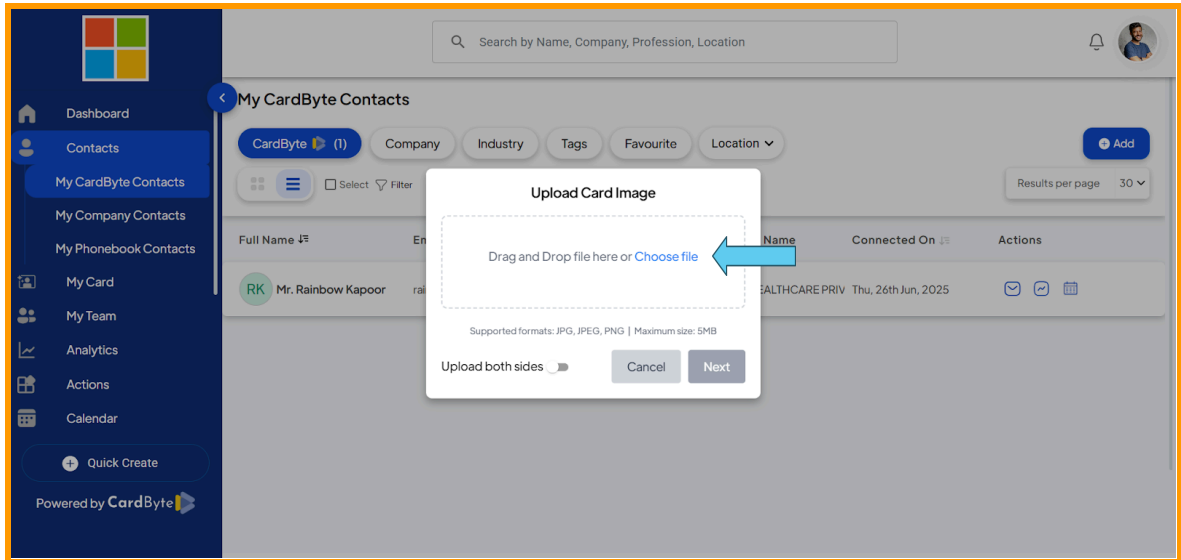 Search by Name, Company, Profession, Location
Dashboard
Contacts
My CardByte Contacts
My Company Contacts
My Phonebook Contacts
My Card
My Team
Analytics
Actions
Calendar
Quick Create
Powered by CardByte
My CardByte Contacts
CardByte (1) Company Industry Tags Favourite Location Add
Select Filter Results per page 30
Full Name En Name Connected On Actions
RK Mr. Rainbow Kapoor rai EALTHCARE PRIV Thu, 26th Jun, 2025
Upload Card Image
Drag and Drop file here or Choose file
Supported formats: JPG, JPEG, PNG | Maximum size: 5MB
Upload both sides Cancel Next